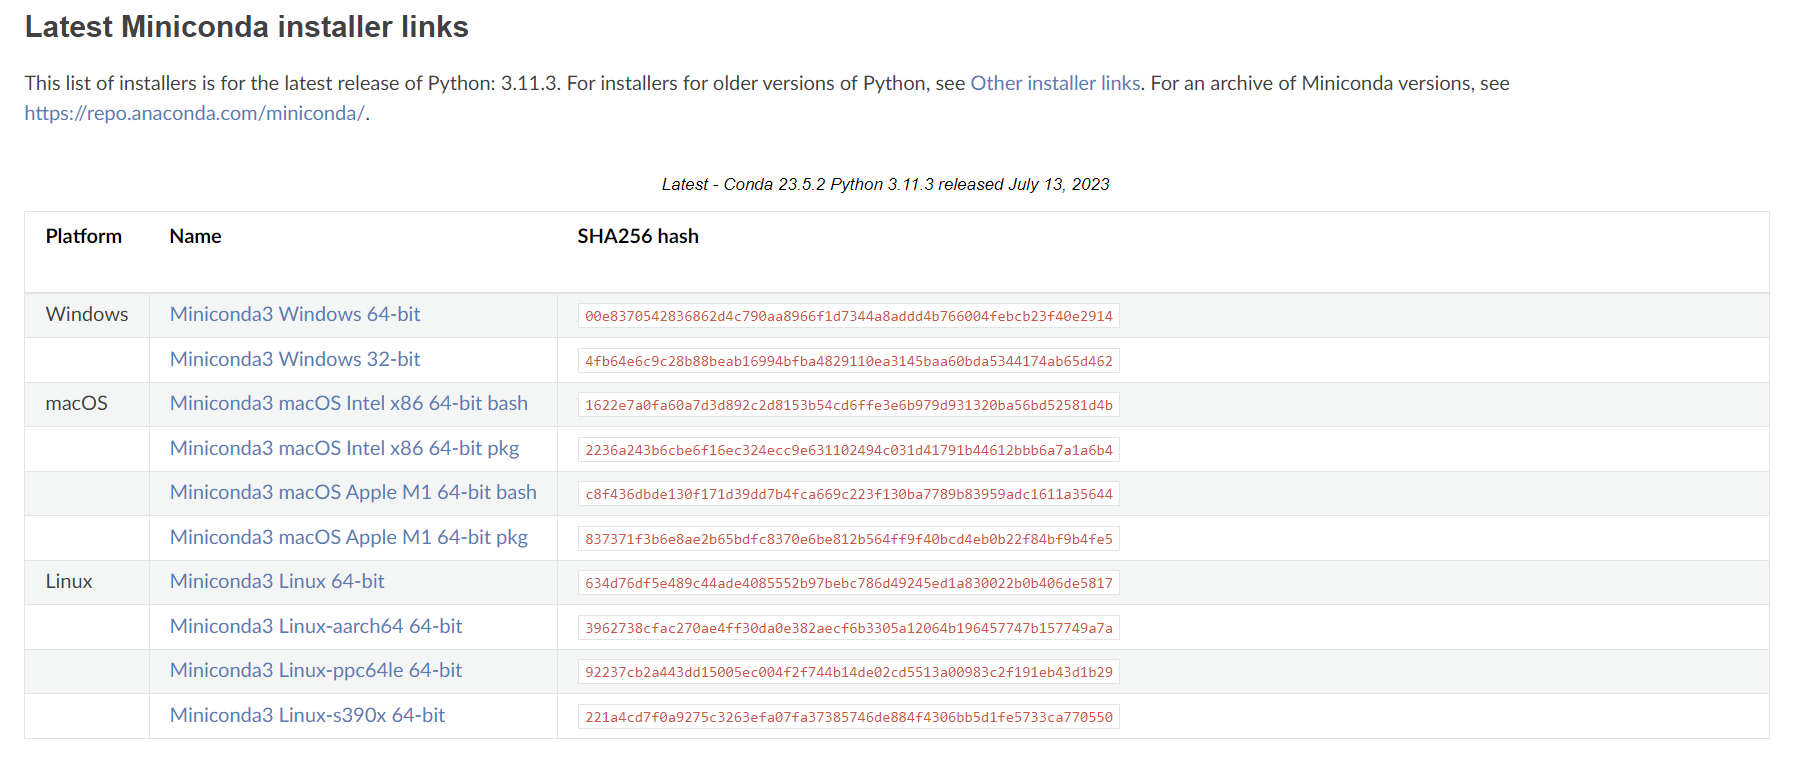 Latest Miniconda installer links
This list of installers is for the latest release of Python: 3.11.3. For installers for older versions of Python, see Other installer links. For an archive of Miniconda versions, see
https://repo.anaconda.com/miniconda/.
Latest - Conda 23.5.2 Python 3.11.3 released July 13, 2023
Platform Name SHA256 hash
Windows Miniconda3 Windows 64-bit 00e8370542836862d4c790aa8966f1d7344a8addd4b766004febcb23f40e2914
Miniconda3 Windows 32-bit 4fb64e6c9c28b88beab16994bfba4829110ea3145baa60bda5344174ab65d462
macOS Miniconda3 macOS Intel x86 64-bit bash 1622e7a0fa60a7d3d892c2d8153b54cd6ffe3e6b979d931320ba56bd52581d4b
Miniconda3 macOS Intel x86 64-bit pkg 2236a243b6cbe6f16ec324ecc9e631102494c031d41791b44612bbb6a7a1a6b4
Miniconda3 macOS Apple M1 64-bit bash c8f436dbde130f171d39dd7b4fca669c223f130ba7789b83959adc1611a35644
Miniconda3 macOS Apple M1 64-bit pkg 837371f3b6e8ae2b65bdfc8370e6be812b564ff9f40bcd4eb0b22f84bf9b4fe5
Linux Miniconda3 Linux 64-bit 634d76df5e489c44ade4085552b97bebc786d49245ed1a830022b0b406de5817
Miniconda3 Linux-aarch64 64-bit 3962738cfac270ae4ff30da0e382aecf6b3305a12064b196457747b157749a7a
Miniconda3 Linux-ppc64le 64-bit 92237cb2a443dd15005ec004f2f744b14de02cd5513a00983c2f191eb43d1b29
Miniconda3 Linux-s390x 64-bit 221a4cd7f0a9275c3263efa07fa37385746de884f4306bb5d1fe5733ca770550